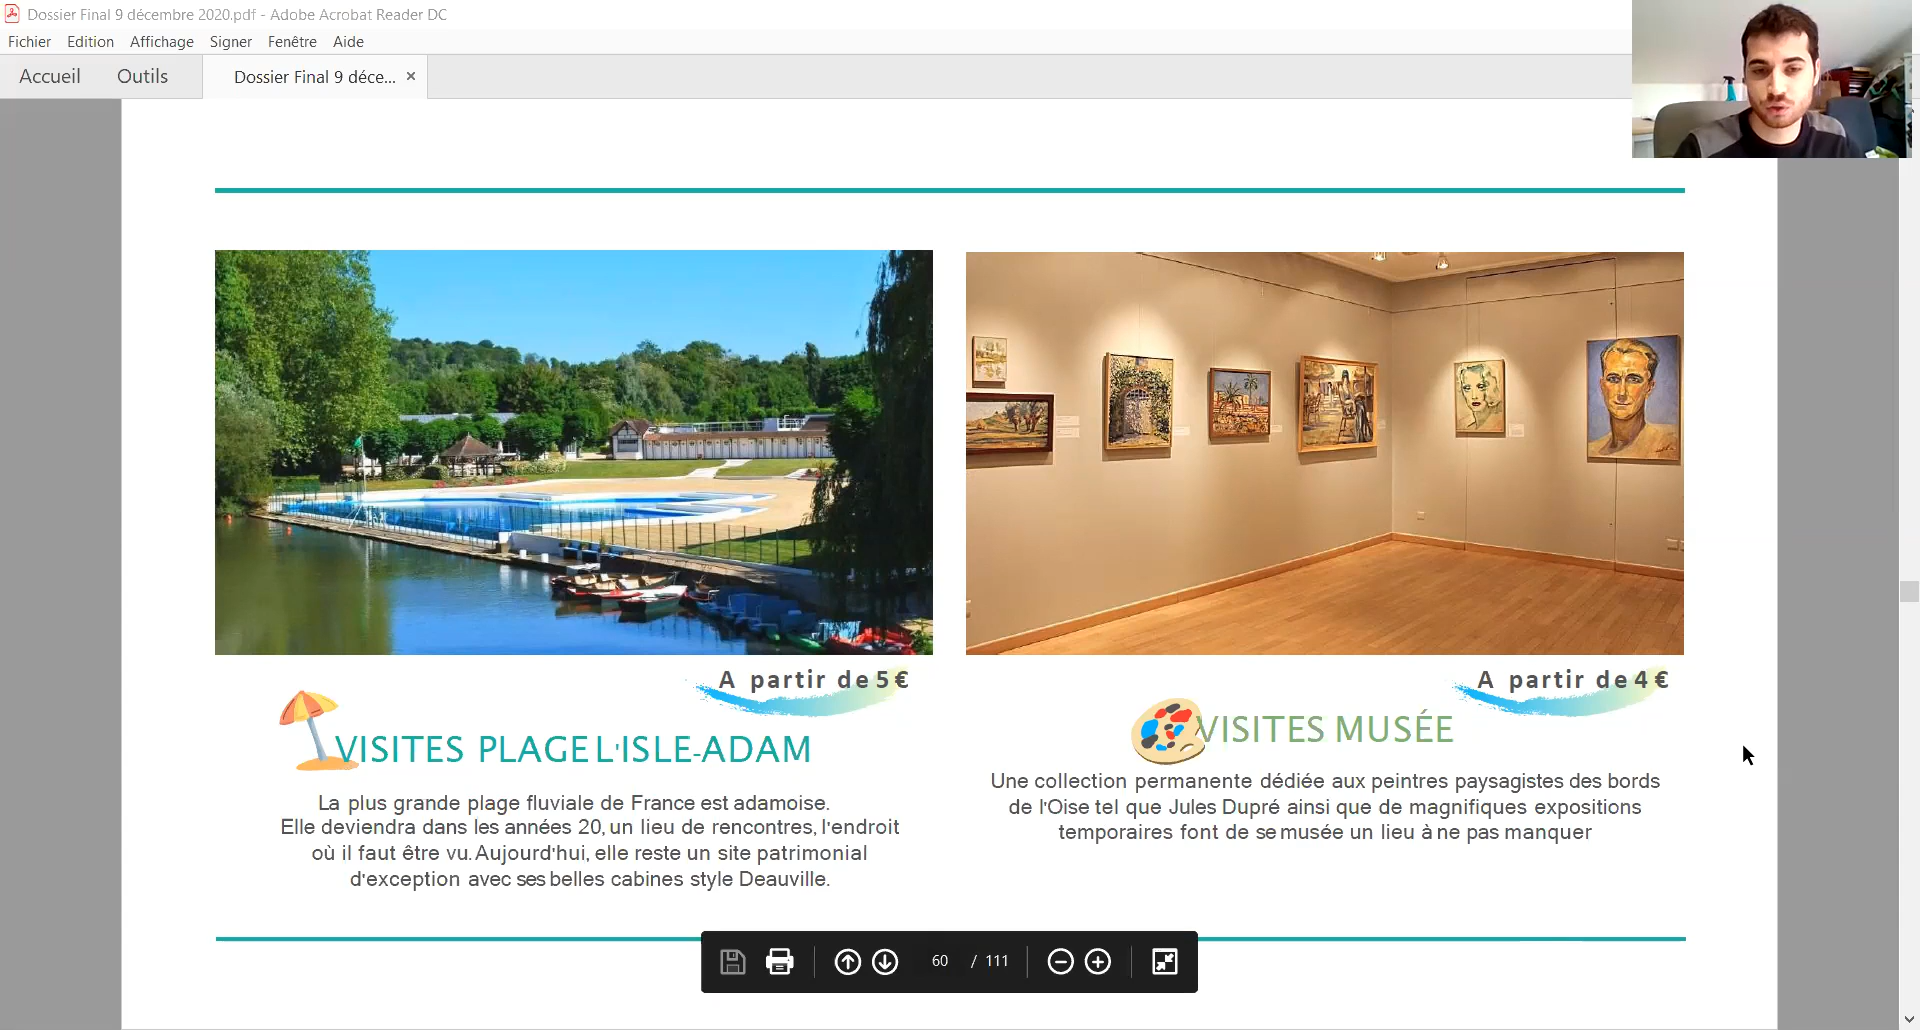 Dossier Final 9 décembre 2020.pdf - Adobe Acrobat Reader DC
Fichier Edition Affichage Signer Fenêtre Aide
Accueil Outils Dossier Final 9 déce... ×
A partir de 5 €
VISITES PLAGE L'ISLE-ADAM
La plus grande plage fluviale de France est adamoise.
Elle deviendra dans les années 20, un lieu de rencontres, l'endroit
où il faut être vu. Aujourd'hui, elle reste un site patrimonial
d'exception avec ses belles cabines style Deauville.
A partir de 4 €
VISITES MUSÉE
Une collection permanente dédiée aux peintres paysagistes des bords
de l'Oise tel que Jules Dupré ainsi que de magnifiques expositions
temporaires font de se musée un lieu à ne pas manquer
60 / 111